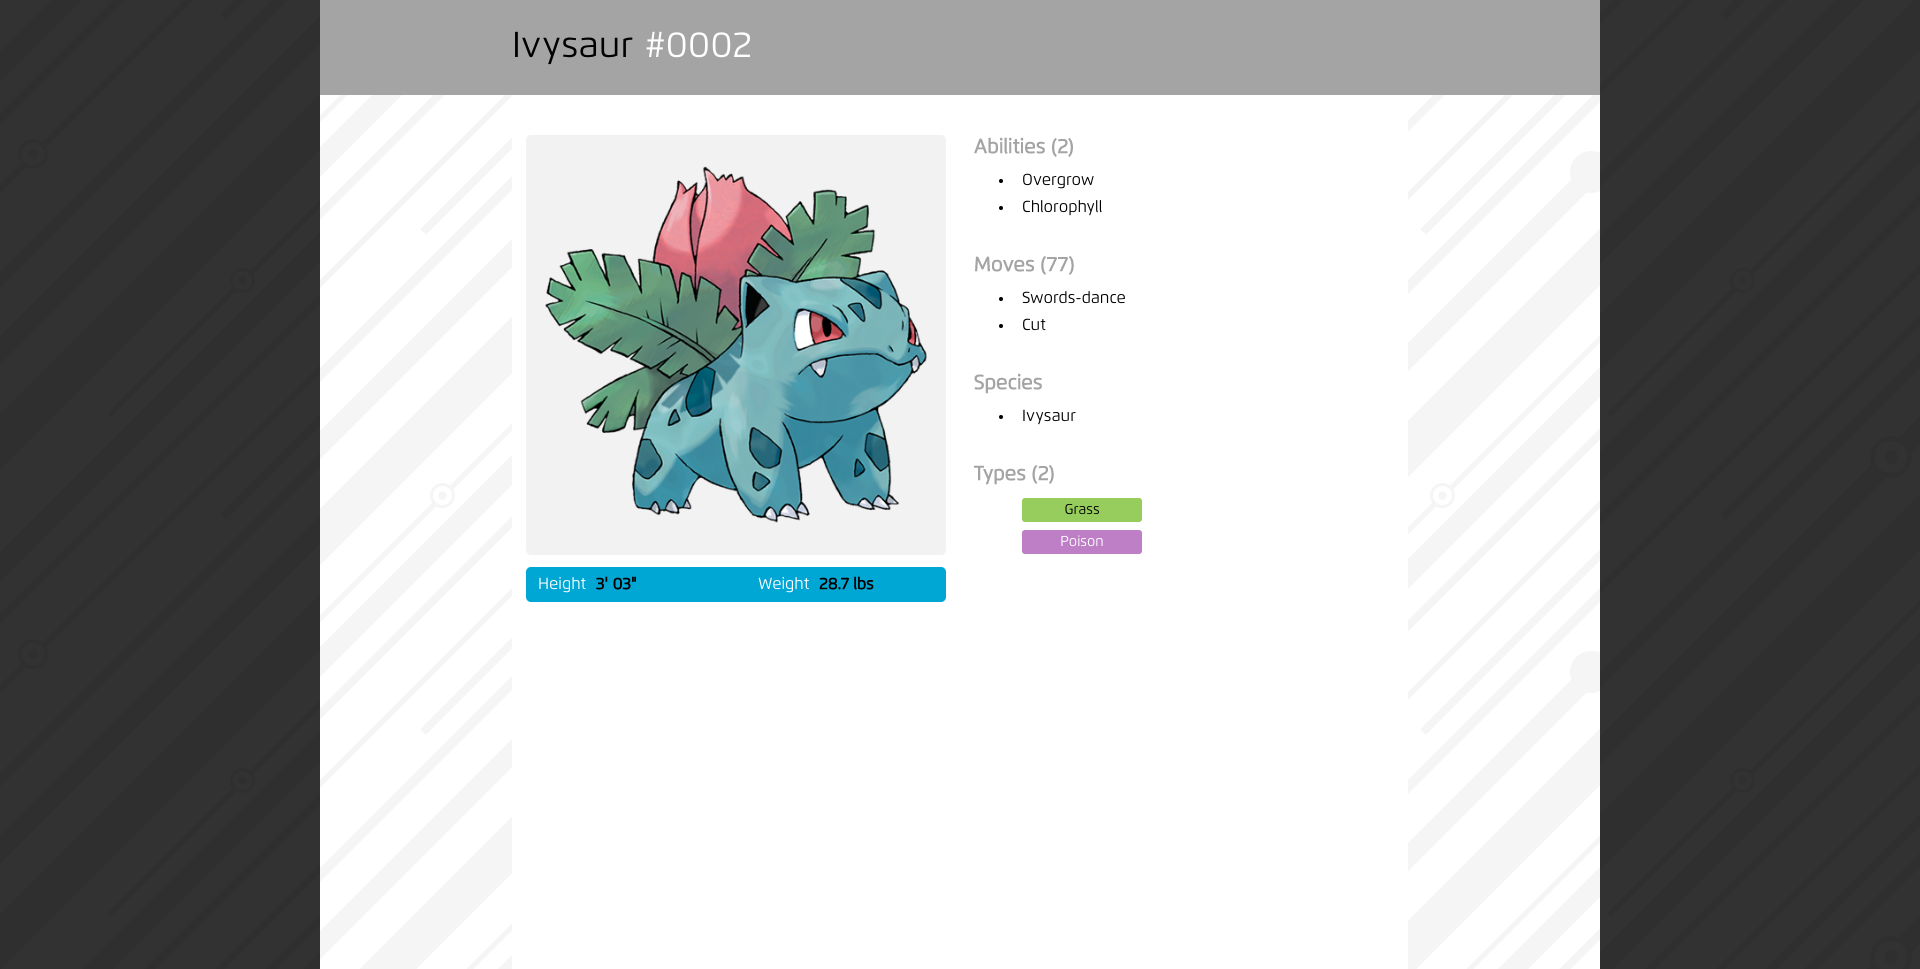 Ivysaur #0002
Abilities (2)
Overgrow
Chlorophyll
Moves (77)
Swords-dance
Cut
Species
Ivysaur
Types (2)
Grass
Poison
Height 3' 03"
Weight 28.7 lbs